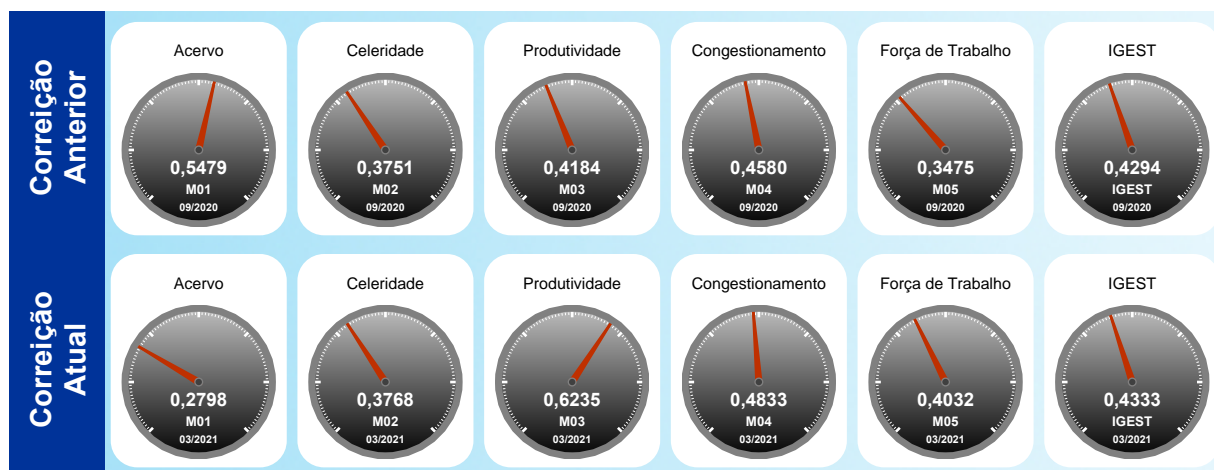 Correição
Anterior
Acervo
0,5479
M01
09/2020
Celeridade
0,3751
M02
09/2020
Produtividade
0,4184
M03
09/2020
Congestionamento
0,4580
M04
09/2020
Força de Trabalho
0,3475
M05
09/2020
IGEST
0,4294
IGEST
09/2020
Correição
Atual
Acervo
0,2798
M01
03/2021
Celeridade
0,3768
M02
03/2021
Produtividade
0,6235
M03
03/2021
Congestionamento
0,4833
M04
03/2021
Força de Trabalho
0,4032
M05
03/2021
IGEST
0,4333
IGEST
03/2021